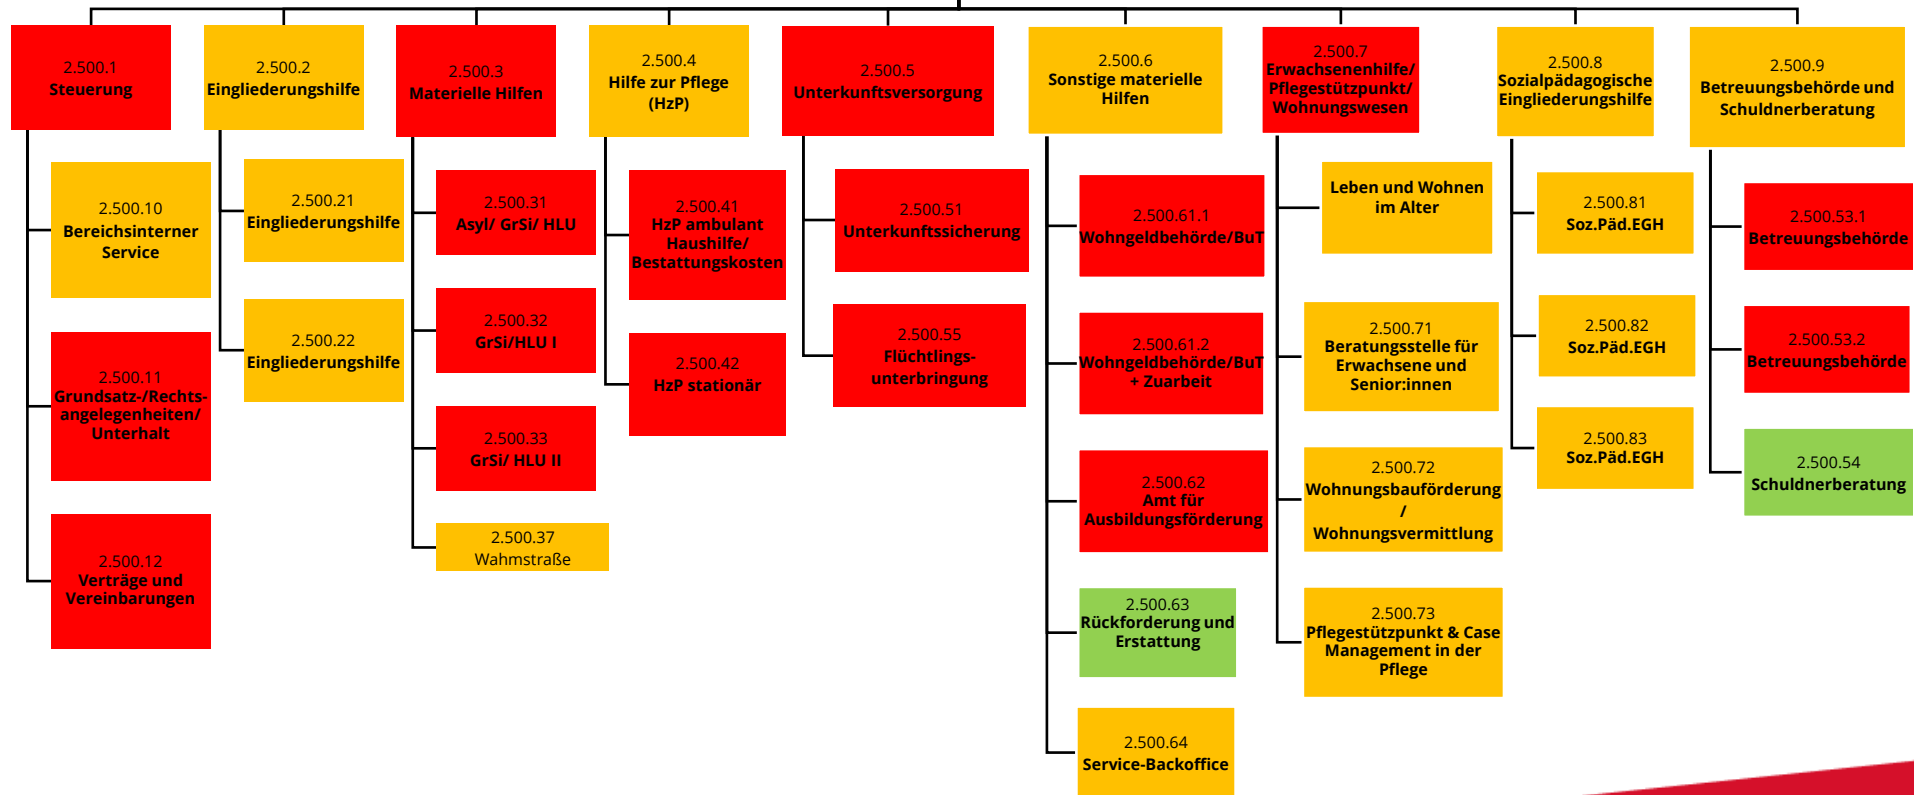 2.500.1
Steuerung
2.500.10
Bereichsinterner
Service
2.500.11
Grundsatz-/Rechts-
angelegenheiten/
Unterhalt
2.500.12
Verträge und
Vereinbarungen
2.500.2
Eingliederungshilfe
2.500.21
Eingliederungshilfe
2.500.22
Eingliederungshilfe
2.500.3
Materielle Hilfen
2.500.31
Asyl/ GrSi/ HLU
2.500.32
GrSi/HLU I
2.500.33
GrSi/ HLU II
2.500.37
Wahmstraße
2.500.4
Hilfe zur Pflege
(HzP)
2.500.41
HzP ambulant
Haushilfe/
Bestattungskosten
2.500.42
HzP stationär
2.500.5
Unterkunftsversorgung
2.500.51
Unterkunftssicherung
2.500.55
Flüchtlings-
unterbringung
2.500.6
Sonstige materielle
Hilfen
2.500.61.1
Wohngeldbehörde/BuT
2.500.61.2
Wohngeldbehörde/BuT
+ Zuarbeit
2.500.62
Amt für
Ausbildungsförderung
2.500.63
Rückforderung und
Erstattung
2.500.64
Service-Backoffice
2.500.7
Erwachsenenhilfe/
Pflegestützpunkt/
Wohnungswesen
Leben und Wohnen
im Alter
2.500.71
Beratungsstelle für
Erwachsene und
Senior:innen
2.500.72
Wohnungsbauförderung
/
Wohnungsvermittlung
2.500.73
Pflegestützpunkt & Case
Management in der
Pflege
2.500.8
Sozialpädagogische
Eingliederungshilfe
2.500.81
Soz.Päd.EGH
2.500.82
Soz.Päd.EGH
2.500.83
Soz.Päd.EGH
2.500.9
Betreuungsbehörde und
Schuldnerberatung
2.500.53.1
Betreuungsbehörde
2.500.53.2
Betreuungsbehörde
2.500.54
Schuldnerberatung